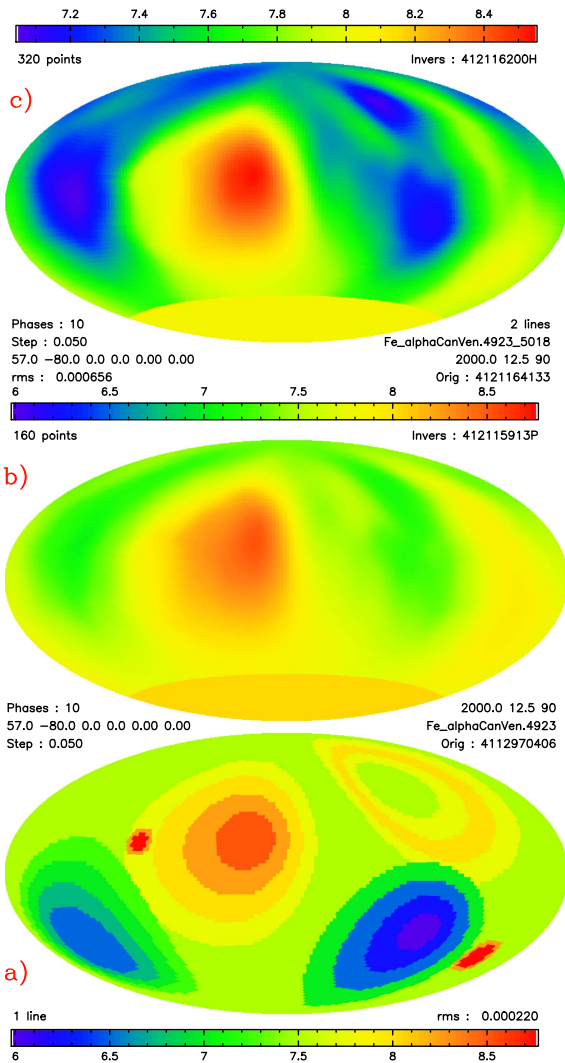 7.2 7.4 7.6 7.8 8 8.2 8.4
320 points Invers : 412116200H
c)
Phases : 10 2 lines
Step : 0.050 Fe_alphaCanVen.4923_5018
57.0 −80.0 0.0 0.0 0.00 0.00 2000.0 12.5 90
rms : 0.000656 Orig : 4121164133
6 6.5 7 7.5 8 8.5
160 points Invers : 412115913P
b)
Phases : 10 2000.0 12.5 90
57.0 −80.0 0.0 0.0 0.00 0.00 Fe_alphaCanVen.4923
Step : 0.050 Orig : 4112970406
a)
1 line rms : 0.000220
6 6.5 7 7.5 8 8.5